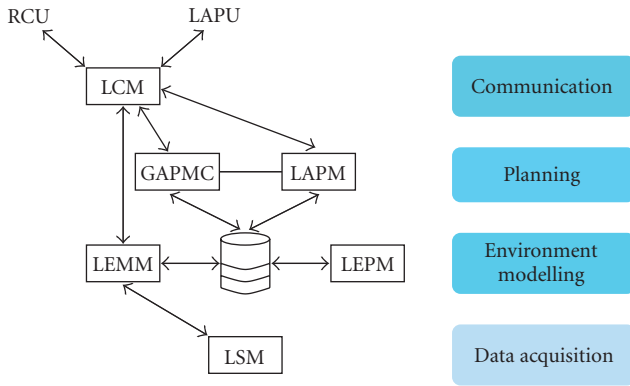 RCU
LAPU
LCM
Communication
GAPMC
LAPM
Planning
LEMM
LEPM
Environment
modelling
LSM
Data acquisition